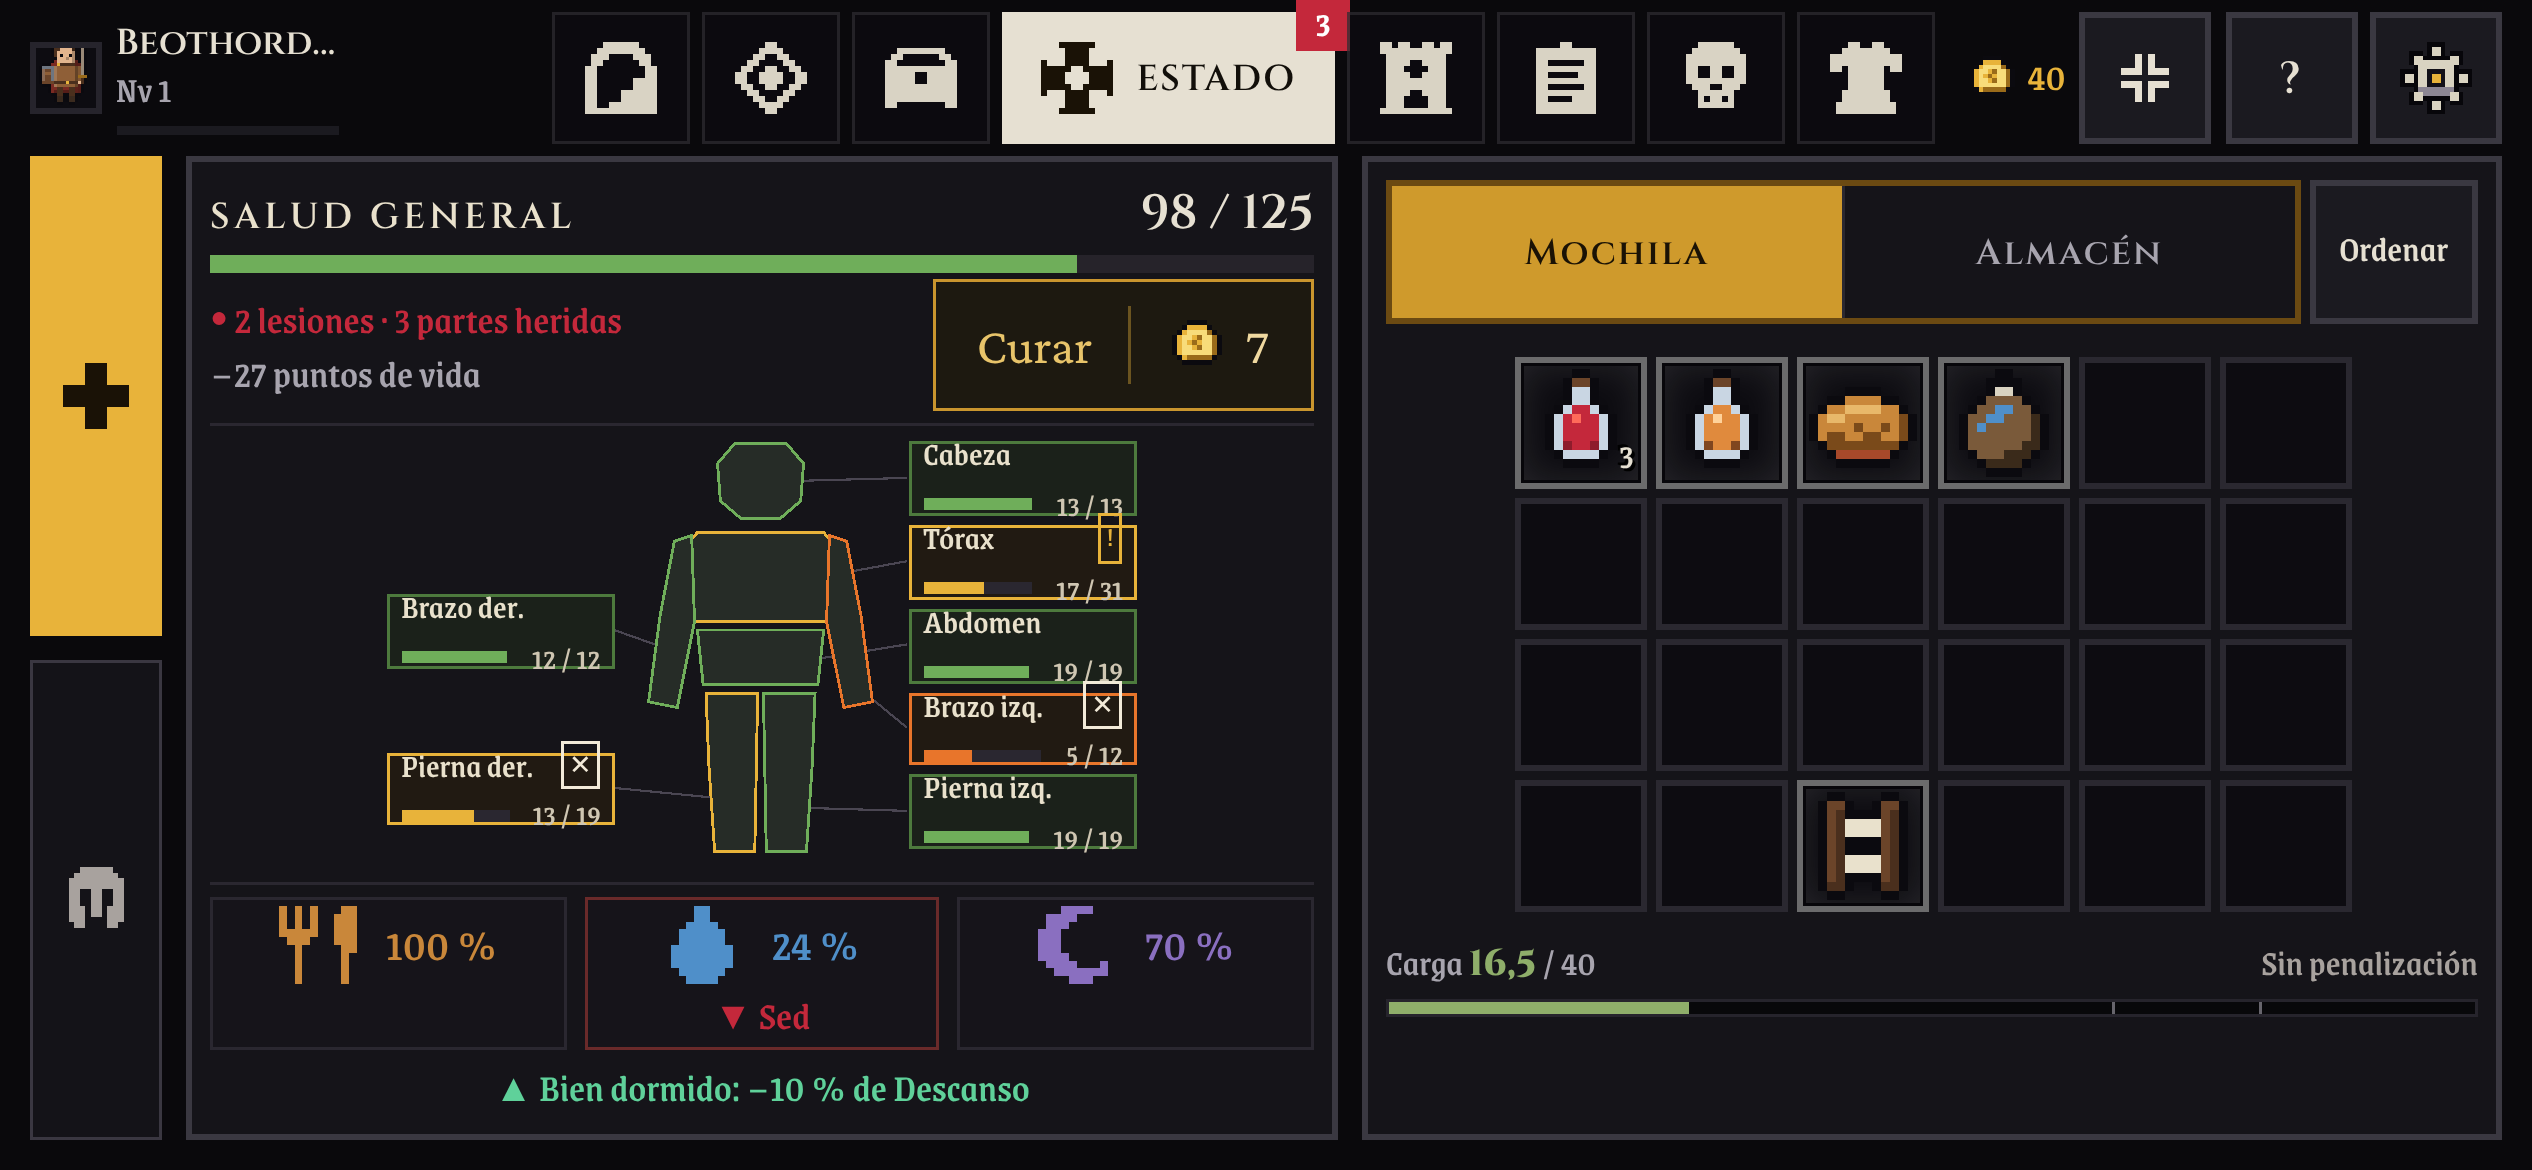 BEOTHORD...
Nv 1
ESTADO
3
40
?
SALUD GENERAL
98 / 125
• 2 lesiones · 3 partes heridas
−27 puntos de vida
Curar
7
Cabeza
13 / 13
Tórax
!
17 / 31
Abdomen
19 / 19
Brazo der.
12 / 12
Brazo izq.
×
5 / 12
Pierna der.
×
13 / 19
Pierna izq.
19 / 19
100 %
24 %
▼ Sed
70 %
▲ Bien dormido: −10 % de Descanso
MOCHILA
ALMACÉN
Ordenar
3
Carga 16,5 / 40
Sin penalización